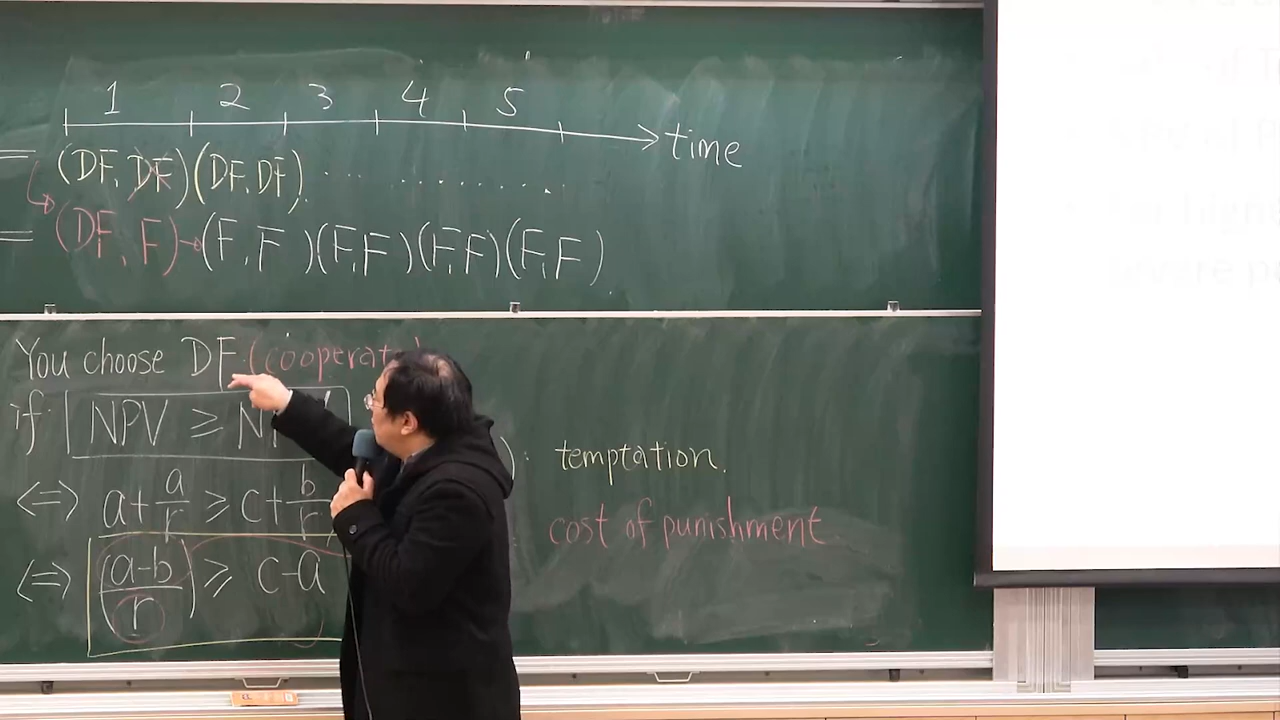 1 2 3 4 5
time
= (DF, DF) (DF, DF). . . . . . . . . . . .
= (DF, F) → (F, F) (F, F) (F, F) (F, F)
You choose DF (cooperat
if NPV ≥
temptation.
⇔ a + a/r ≥ c + b/r
cost of punishment
⇔ (a-b)/r ≥ c-a